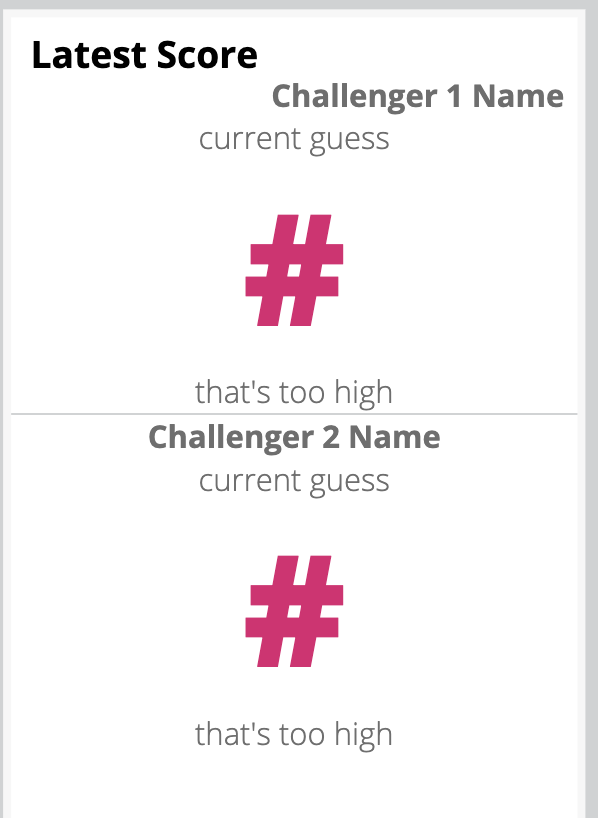 Latest Score
Challenger 1 Name
current guess
#
that's too high
Challenger 2 Name
current guess
#
that's too high